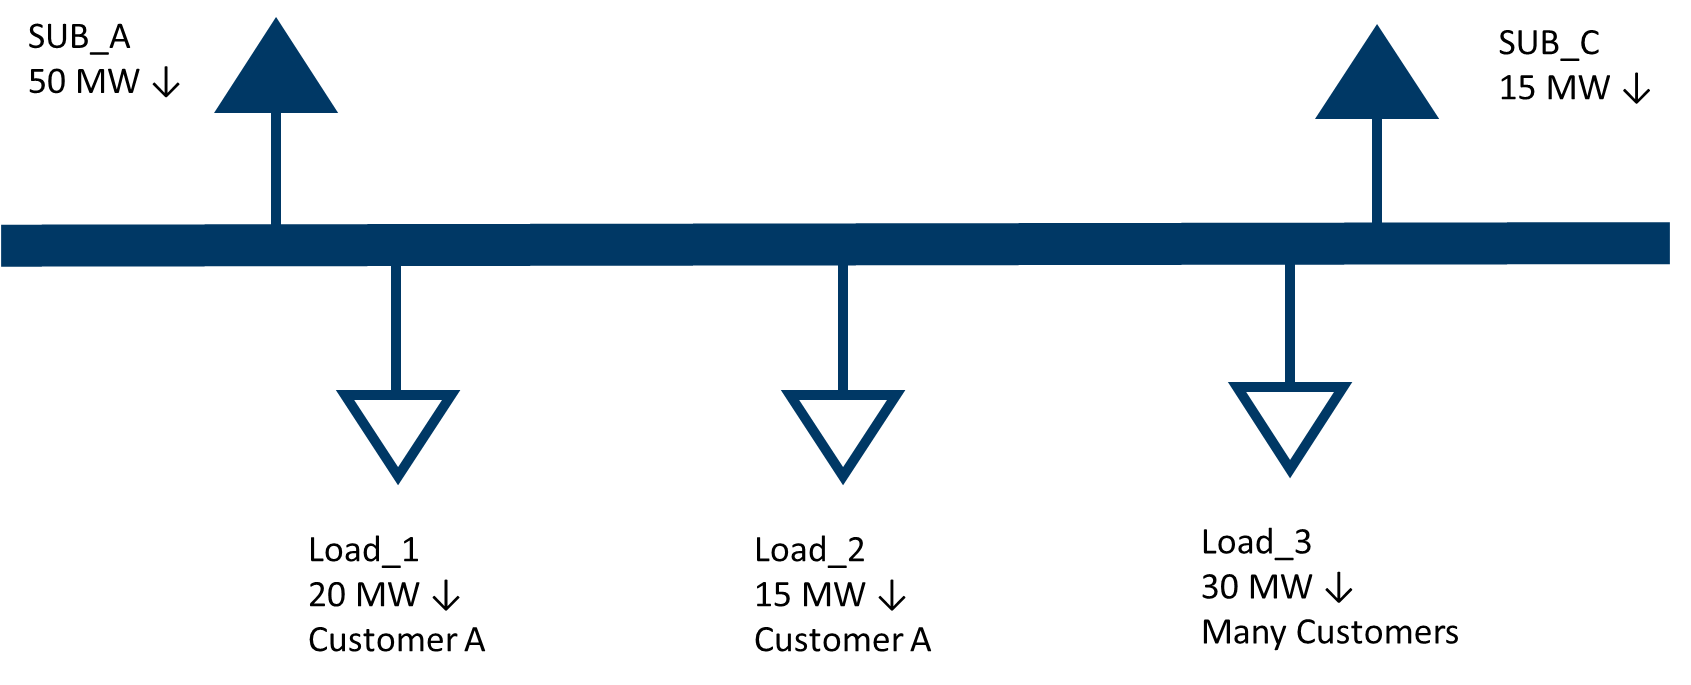 SUB_A
50 MW ↓
SUB_C
15 MW ↓
Load_1
20 MW ↓
Customer A
Load_2
15 MW ↓
Customer A
Load_3
30 MW ↓
Many Customers